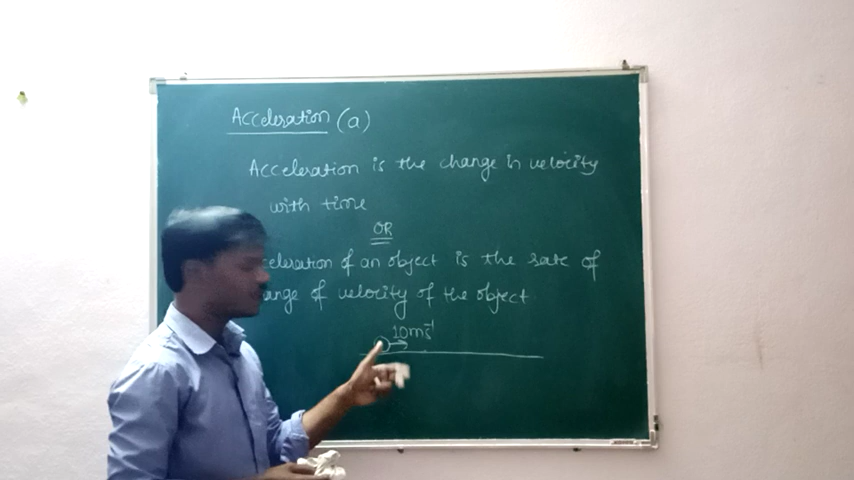 Acceleration (a)
Acceleration is the change in velocity
with time
OR
celeration of an object is the rate of
ange of velocity of the object
10ms⁻¹